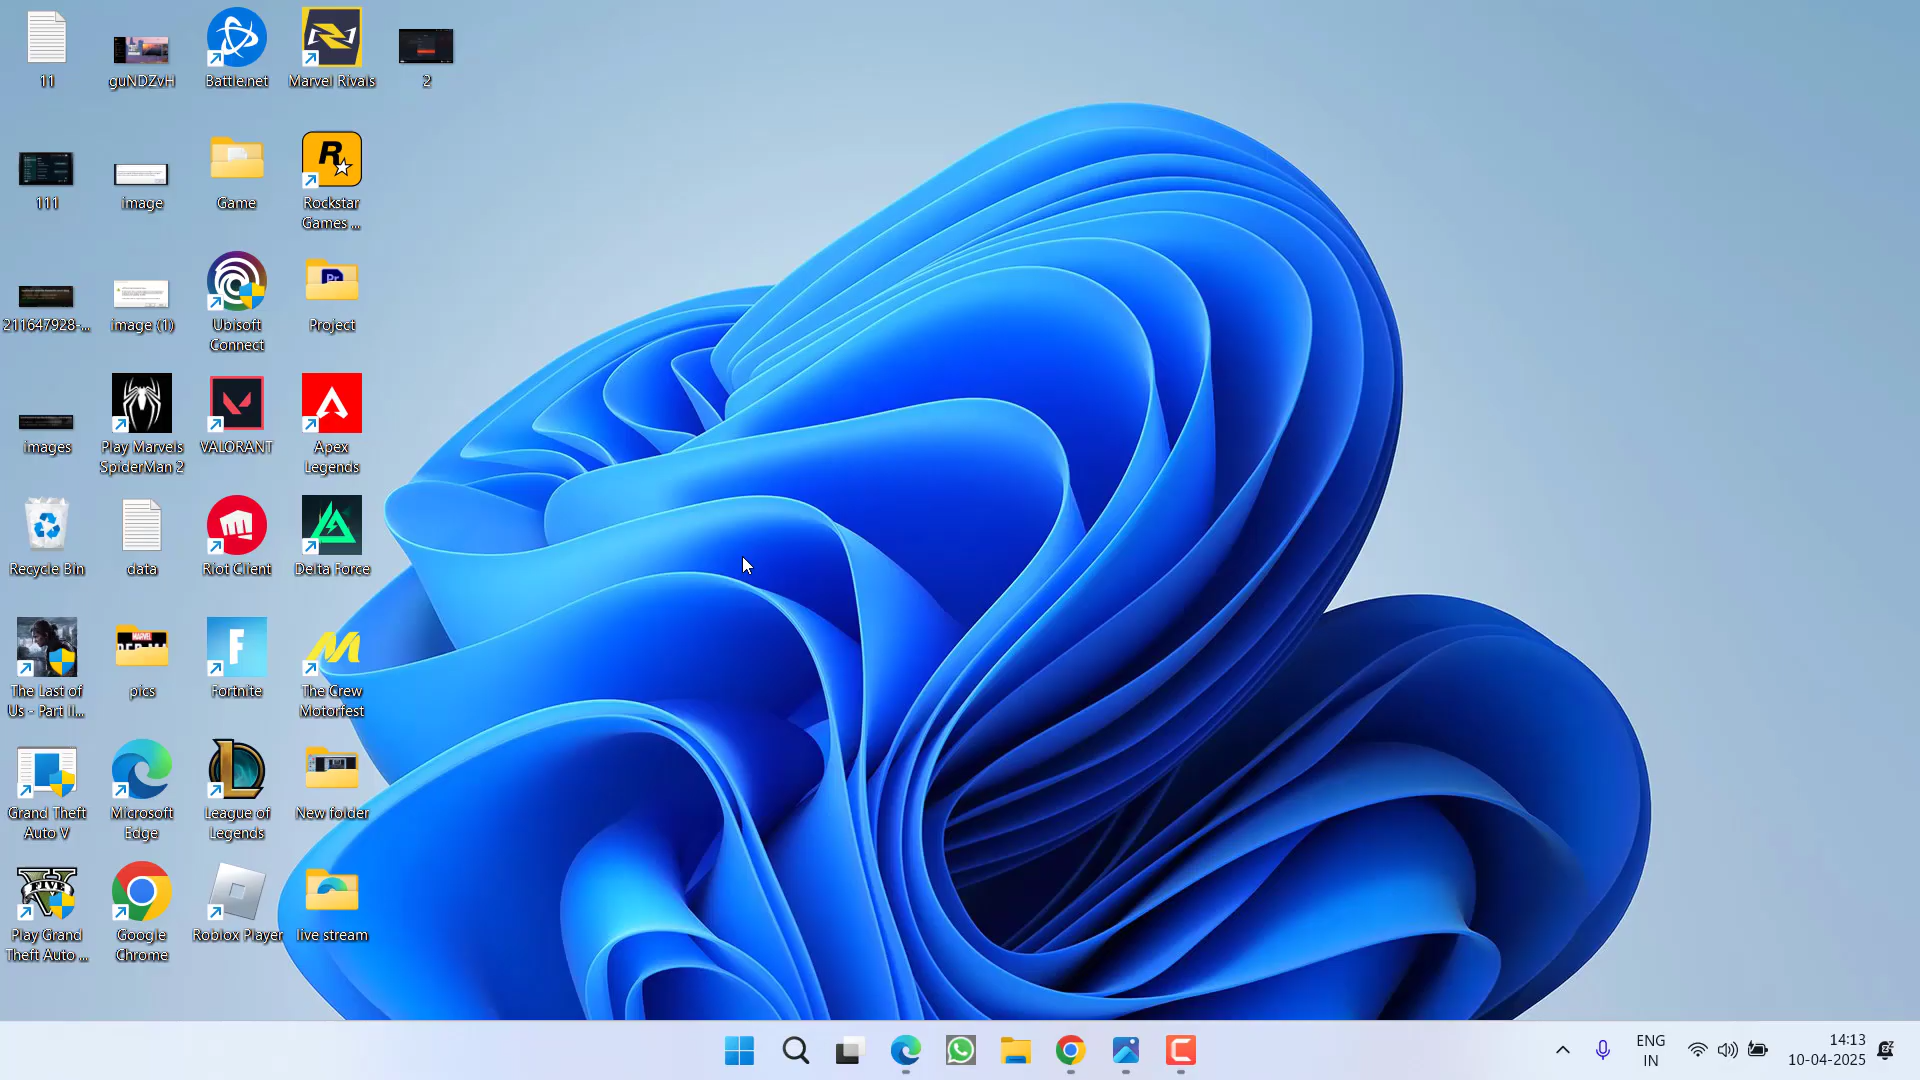 11
guNDZvH
Battle.net
Marvel Rivals
2
111
image
Game
Rockstar
Games ...
211647928-...
image (1)
Ubisoft
Connect
Project
images
Play Marvels
SpiderMan 2
VALORANT
Apex
Legends
Recycle Bin
data
Riot Client
Delta Force
The Last of
Us - Part II...
pics
Fortnite
The Crew
Motorfest
Grand Theft
Auto V
Microsoft
Edge
League of
Legends
New folder
Play Grand
Theft Auto ...
Google
Chrome
Roblox Player
live stream
ENG
IN
14:13
10-04-2025